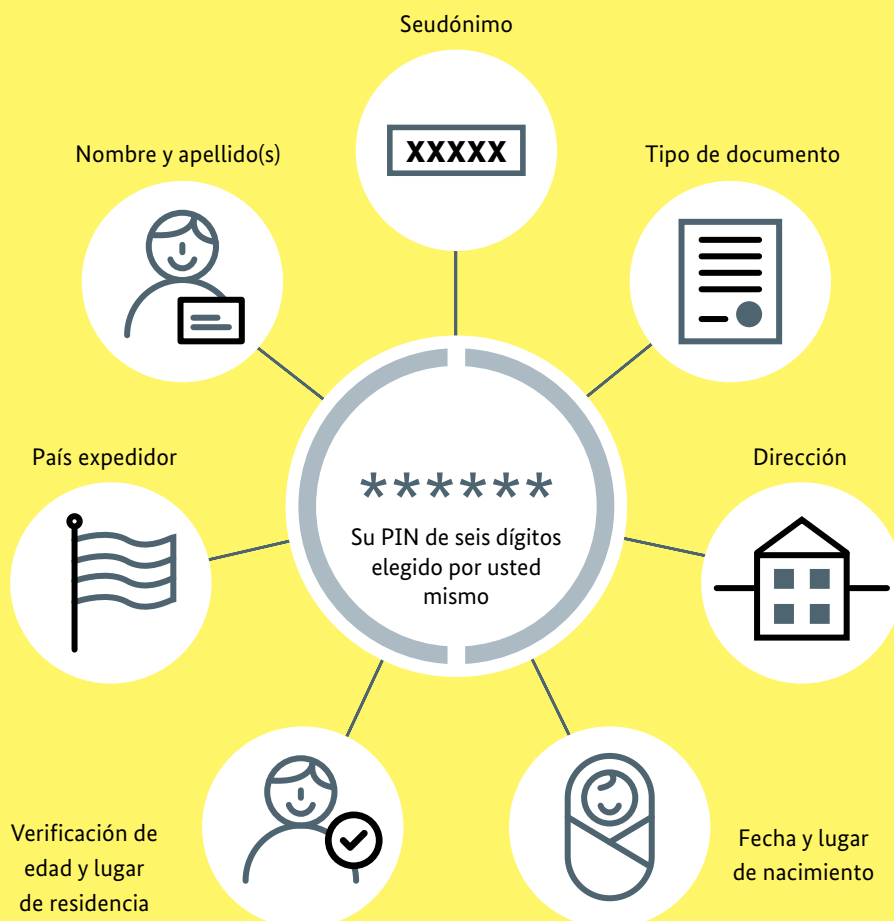 Seudónimo
XXXXX
Nombre y apellido(s)
Tipo de documento
País expedidor
Dirección
******
Su PIN de seis dígitos
elegido por usted
mismo
Verificación de
edad y lugar
de residencia
Fecha y lugar
de nacimiento